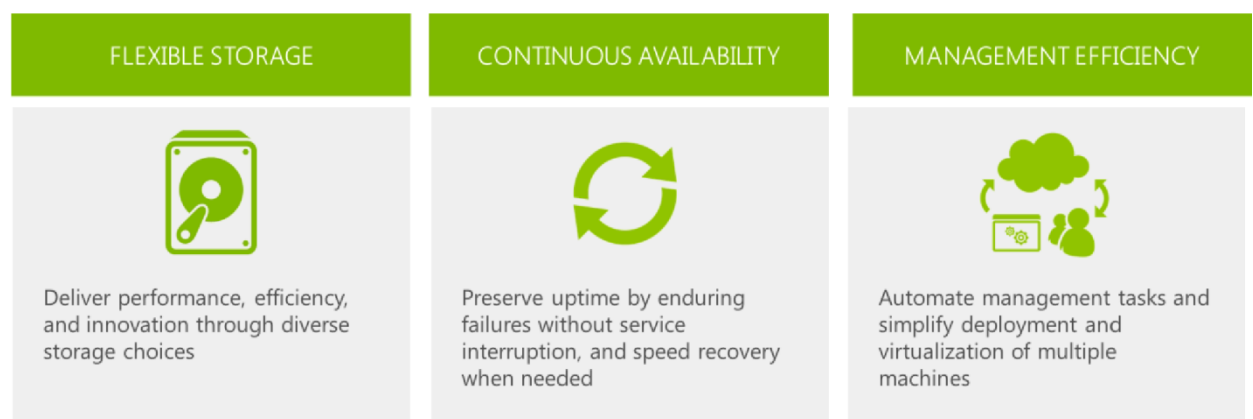 FLEXIBLE STORAGE
Deliver performance, efficiency,
and innovation through diverse
storage choices
CONTINUOUS AVAILABILITY
Preserve uptime by enduring
failures without service
interruption, and speed recovery
when needed
MANAGEMENT EFFICIENCY
Automate management tasks and
simplify deployment and
virtualization of multiple
machines